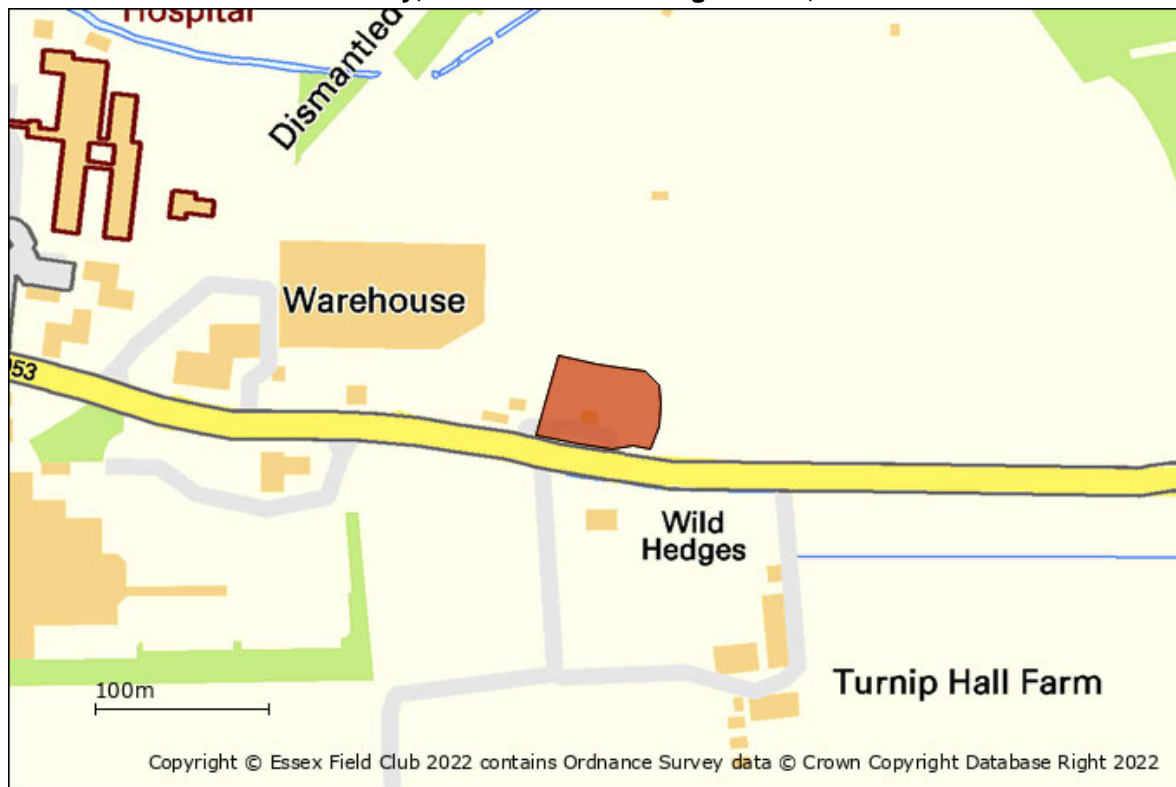 Hospital
Dismantled
Warehouse
Wild
Hedges
Turnip Hall Farm
100m
Copyright © Essex Field Club 2022 contains Ordnance Survey data © Crown Copyright Database Right 2022